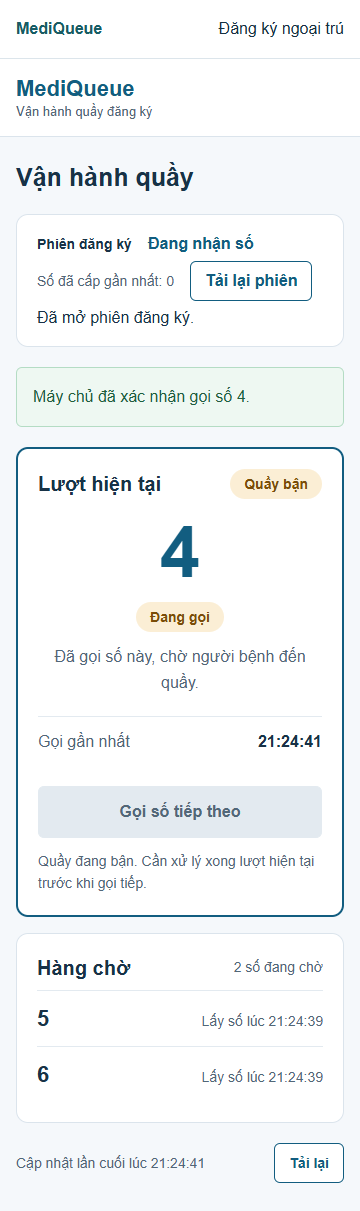 MediQueue Đăng ký ngoại trú
MediQueue
Vận hành quầy đăng ký
Vận hành quầy
Phiên đăng ký Đang nhận số
Số đã cấp gần nhất: 0 Tải lại phiên
Đã mở phiên đăng ký.
Máy chủ đã xác nhận gọi số 4.
Lượt hiện tại Quầy bận
4
Đang gọi
Đã gọi số này, chờ người bệnh đến
quầy.
Gọi gần nhất 21:24:41
Gọi số tiếp theo
Quầy đang bận. Cần xử lý xong lượt hiện tại
trước khi gọi tiếp.
Hàng chờ 2 số đang chờ
5 Lấy số lúc 21:24:39
6 Lấy số lúc 21:24:39
Cập nhật lần cuối lúc 21:24:41 Tải lại